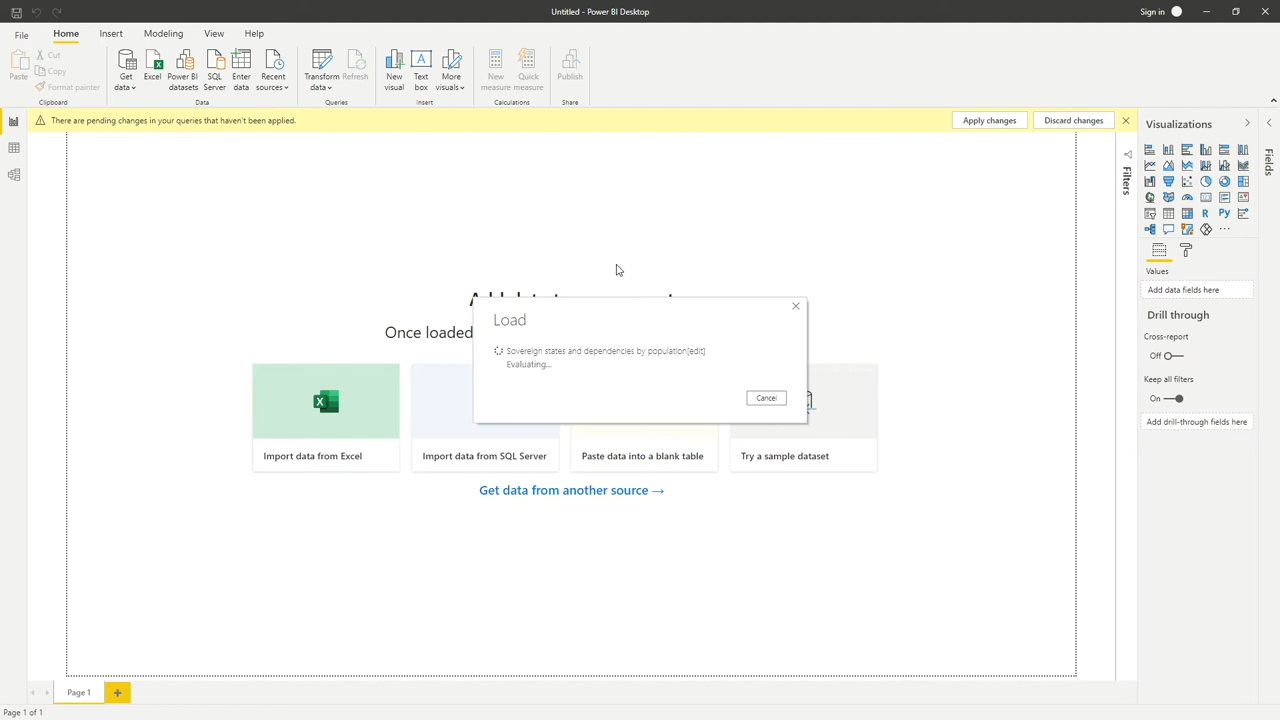 Untitled - Power BI Desktop
Sign in
File
Home
Insert
Modeling
View
Help
Paste
Cut
Copy
Format painter
Clipboard
Get
data
Excel
Power BI
datasets
SQL
Server
Enter
data
Recent
sources
Data
Transform
data
Refresh
Queries
New
visual
A
Text
box
More
visuals
Insert
New
measure
Quick
measure
Calculations
Publish
Share
There are pending changes in your queries that haven't been applied.
Apply changes
Discard changes
Once loaded
Load
Sovereign states and dependencies by population[edit]
Evaluating...
Cancel
X
Import data from Excel
Import data from SQL Server
Paste data into a blank table
Try a sample dataset
Get data from another source →
Filters
Visualizations
R
Py
...
Values
Add data fields here
Drill through
Cross-report
Off
Keep all filters
On
Add drill-through fields here
Fields
Page 1
+
Page 1 of 1